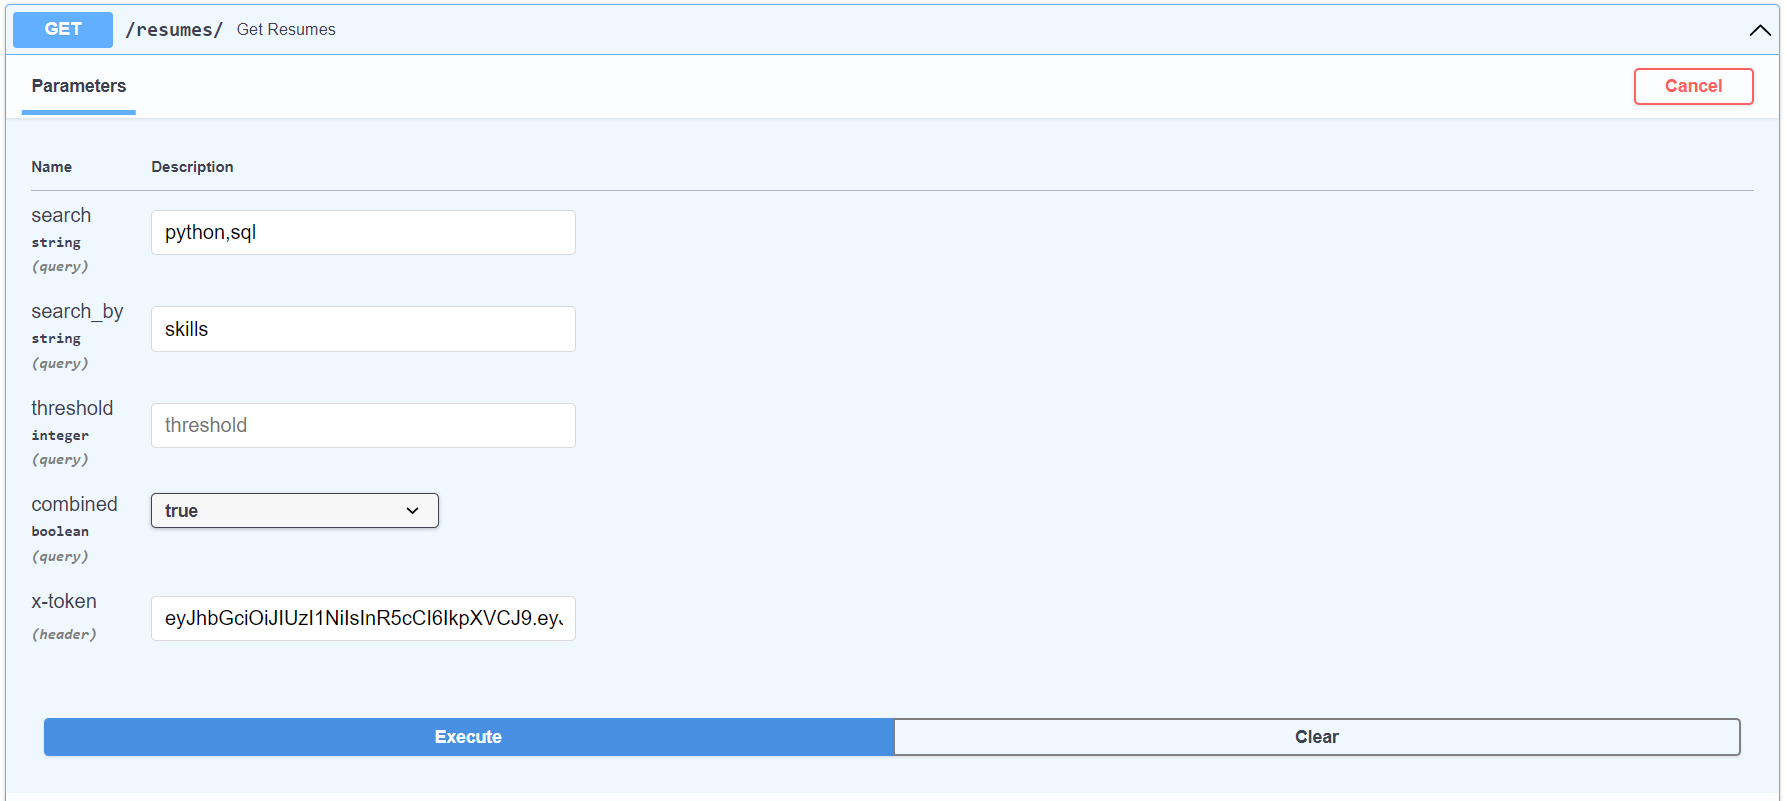 GET /resumes/ Get Resumes
Parameters
Cancel
Name Description
search
string
(query)
python,sql
search_by
string
(query)
skills
threshold
integer
(query)
threshold
combined
boolean
(query)
true
x-token
(header)
eyJhbGciOiJIUzI1NiIsInR5cCI6IkpXVCJ9.eyJ
Execute Clear